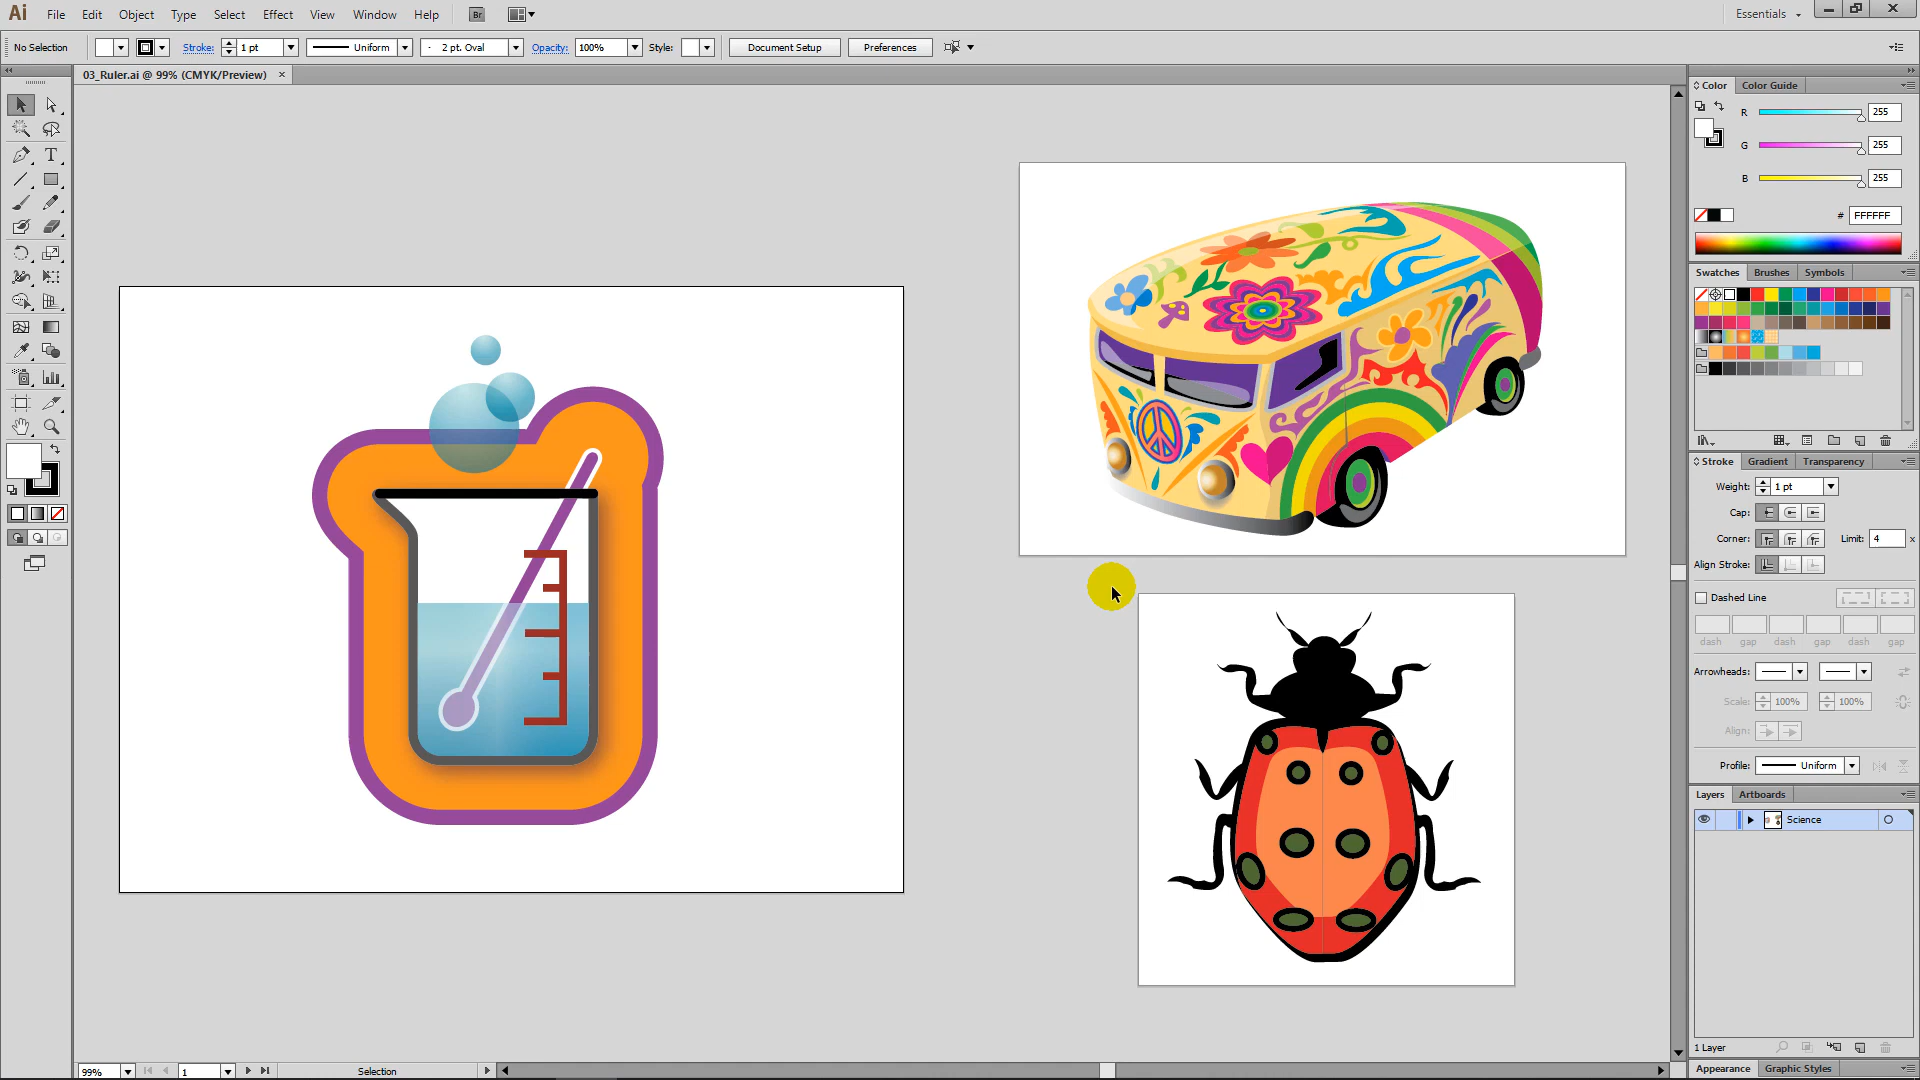 Ai File Edit Object Type Select Effect View Window Help Br Essentials
No Selection Stroke: 1 pt Uniform 2 pt. Oval Opacity: 100% Style: Document Setup Preferences
03_Ruler.ai @ 99% (CMYK/Preview) ×
Color Color Guide
R 255
G 255
B 255
# FFFFFF
Swatches Brushes Symbols
Stroke Gradient Transparency
Weight: 1 pt
Cap:
Corner: Limit: 4 x
Align Stroke:
Dashed Line
dash gap dash gap dash gap
Arrowheads:
Scale: 100% 100%
Align:
Profile: Uniform
Layers Artboards
Science
1 Layer
Appearance Graphic Styles
99% 1 Selection